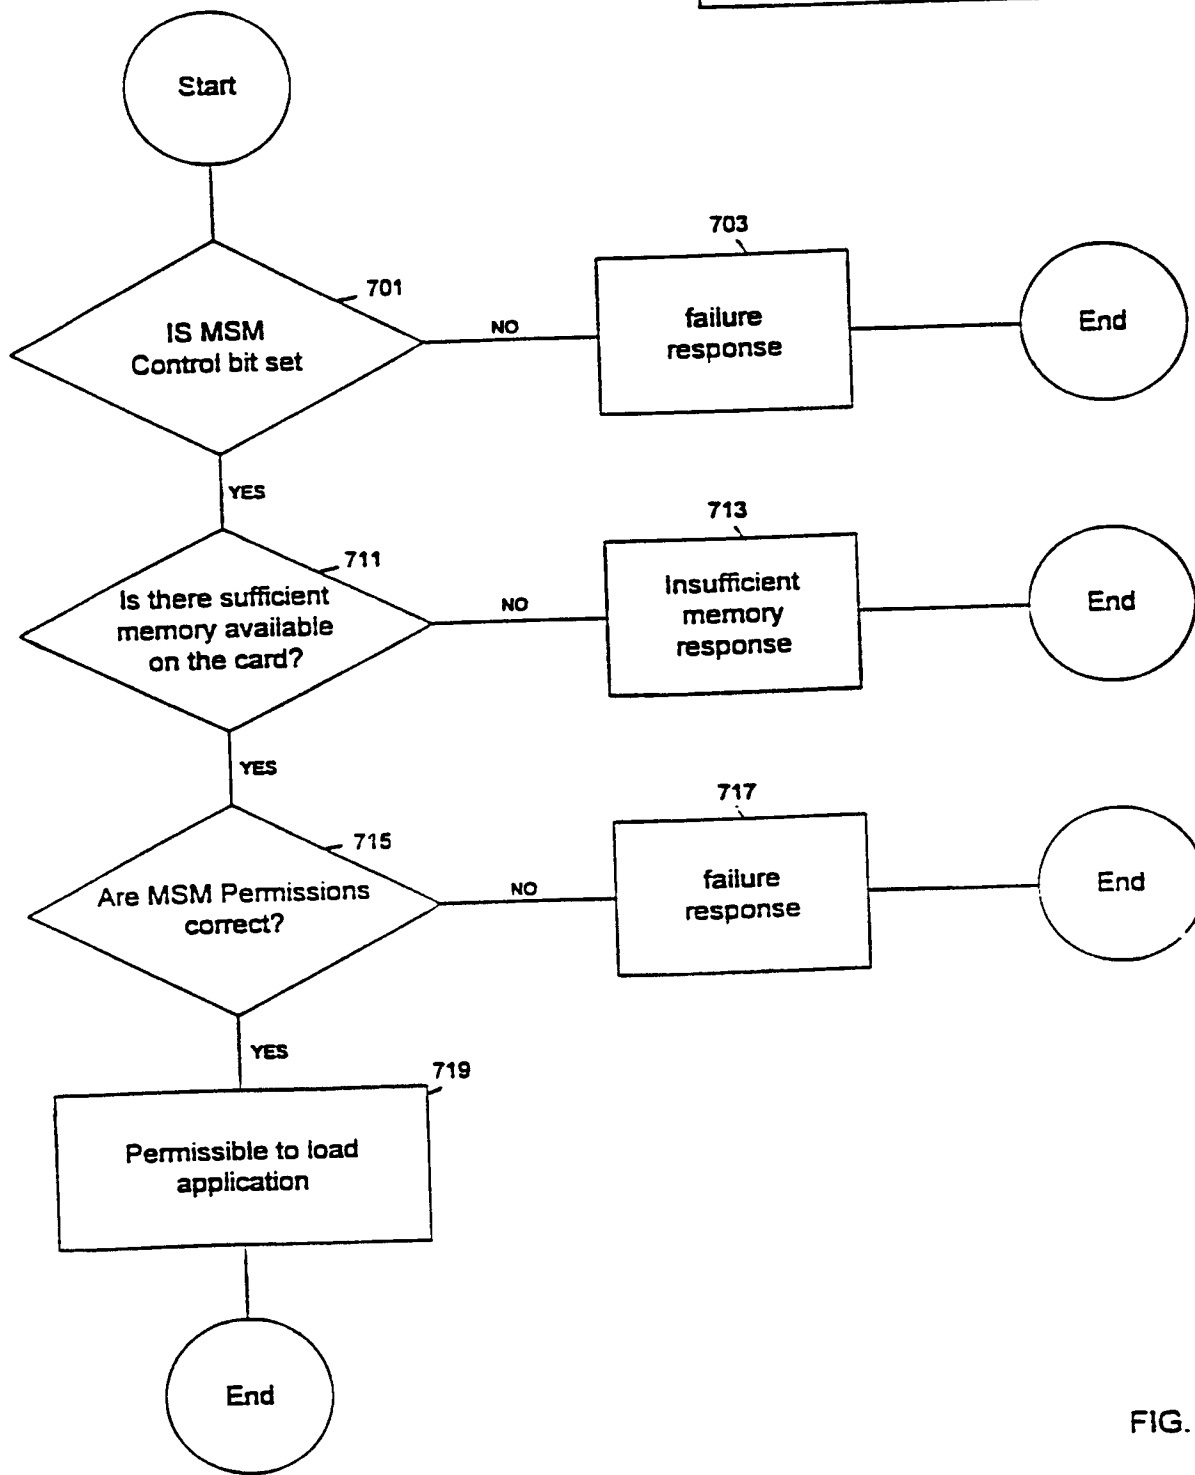 Start
701
IS MSM
Control bit set
NO
703
failure
response
End
YES
711
Is there sufficient
memory available
on the card?
NO
713
Insufficient
memory
response
End
YES
715
Are MSM Permissions
correct?
NO
717
failure
response
End
YES
719
Permissible to load
application
End
FIG.